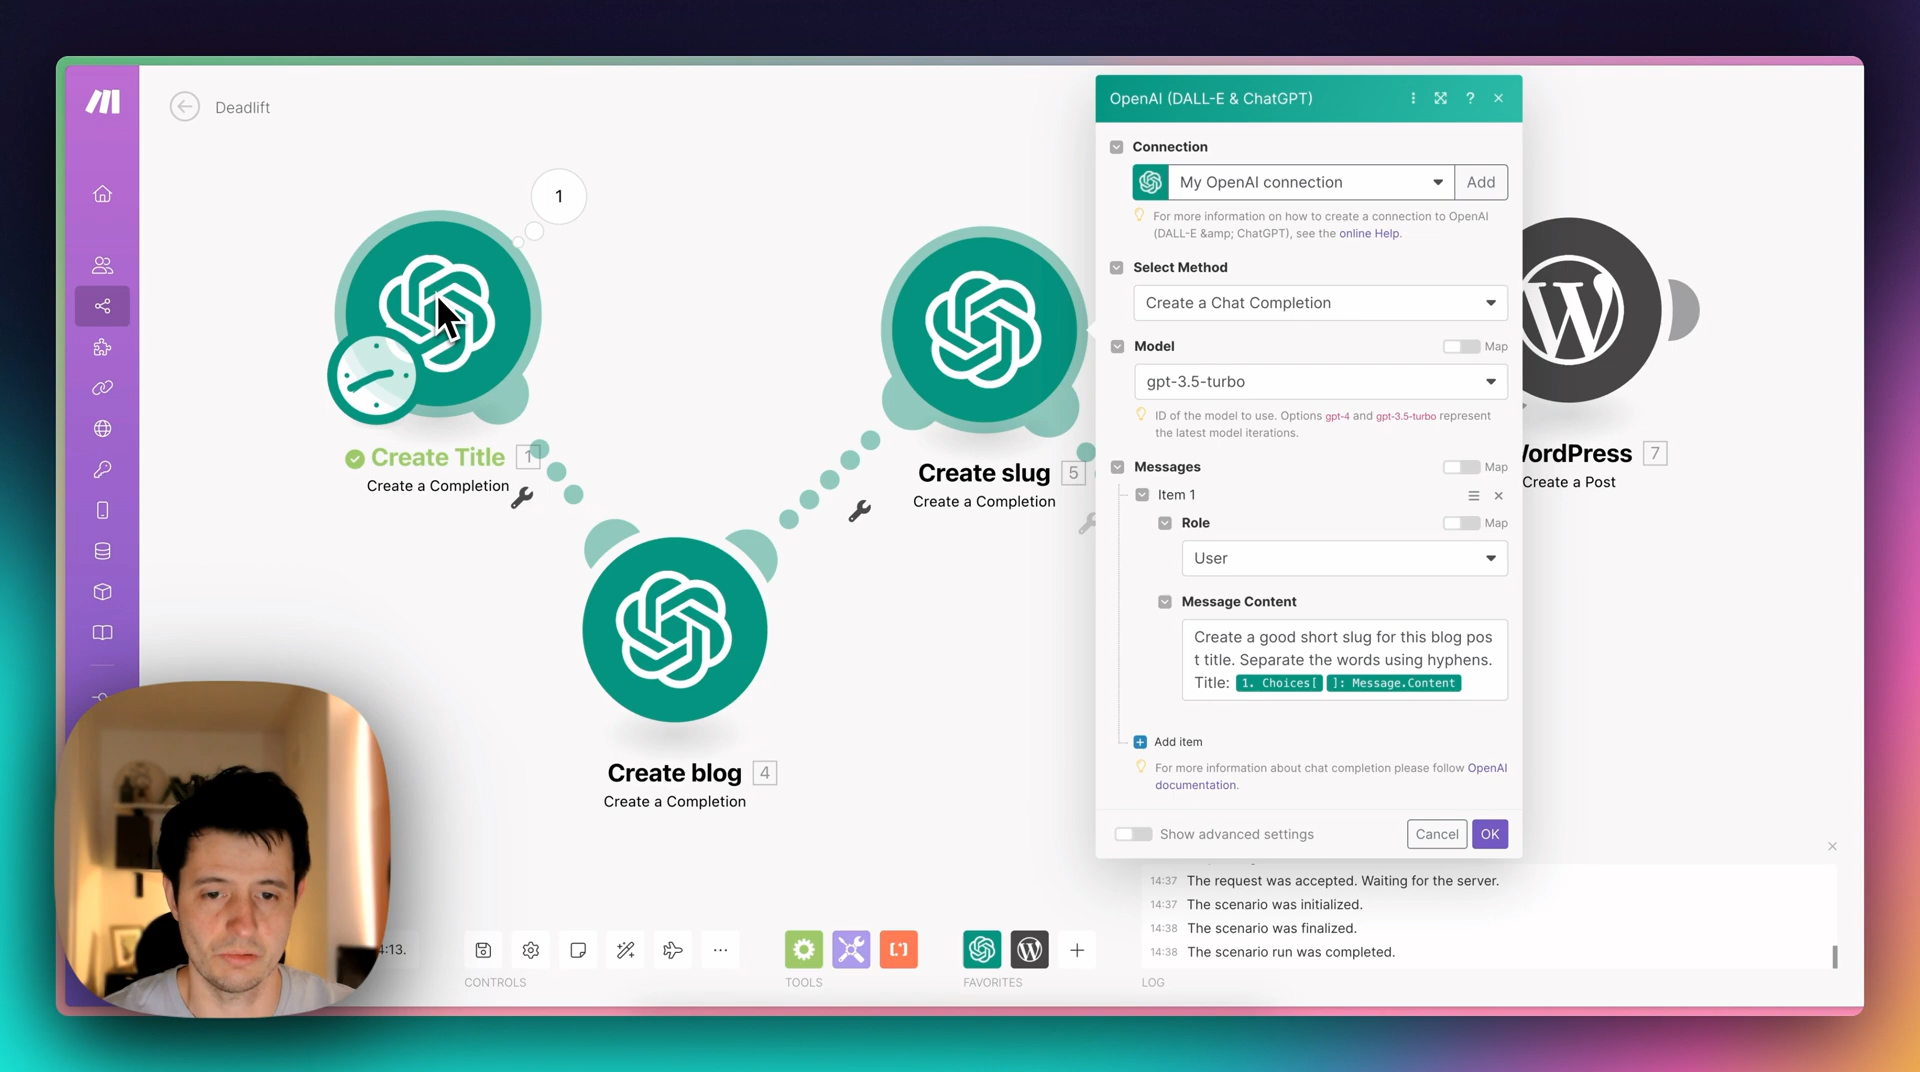 Deadlift
1
Create Title 1
Create a Completion
Create blog 4
Create a Completion
Create slug 5
Create a Completion
OpenAI (DALL-E & ChatGPT)
?
Connection
My OpenAI connection
Add
For more information on how to create a connection to OpenAI
(DALL-E &amp; ChatGPT), see the online Help.
Select Method
Create a Chat Completion
Model
Map
gpt-3.5-turbo
ID of the model to use. Options gpt-4 and gpt-3.5-turbo represent
the latest model iterations.
Messages
Map
Item 1
Role
Map
User
Message Content
Create a good short slug for this blog pos
t title. Separate the words using hyphens.
Title: 1. Choices[ ]: Message.Content
Add item
For more information about chat completion please follow OpenAI
documentation.
Show advanced settings
Cancel
OK
WordPress 7
Create a Post
4:13.
CONTROLS
TOOLS
FAVORITES
14:37 The request was accepted. Waiting for the server.
14:37 The scenario was initialized.
14:38 The scenario was finalized.
14:38 The scenario run was completed.
LOG